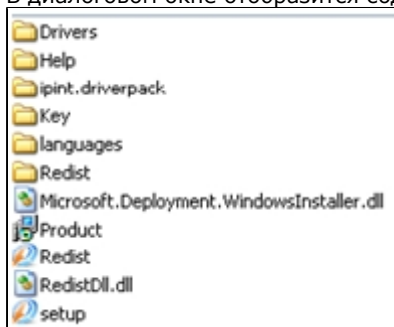 В диалоговом окне отобразится сод
Drivers
Help
ipint.driverpack
Key
languages
Redist
Microsoft.Deployment.WindowsInstaller.dll
Product
Redist
RedistDll.dll
setup